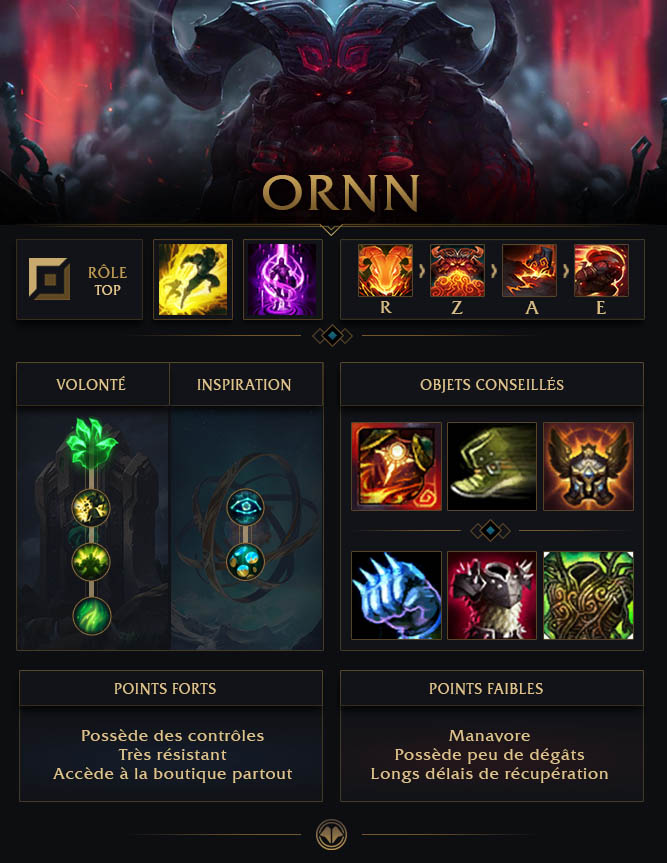 ORNN
RÔLE
TOP
R
Z
A
E
VOLONTÉ
INSPIRATION
OBJETS CONSEILLÉS
POINTS FORTS
Possède des contrôles
Très résistant
Accède à la boutique partout
POINTS FAIBLES
Manavore
Possède peu de dégâts
Longs délais de récupération